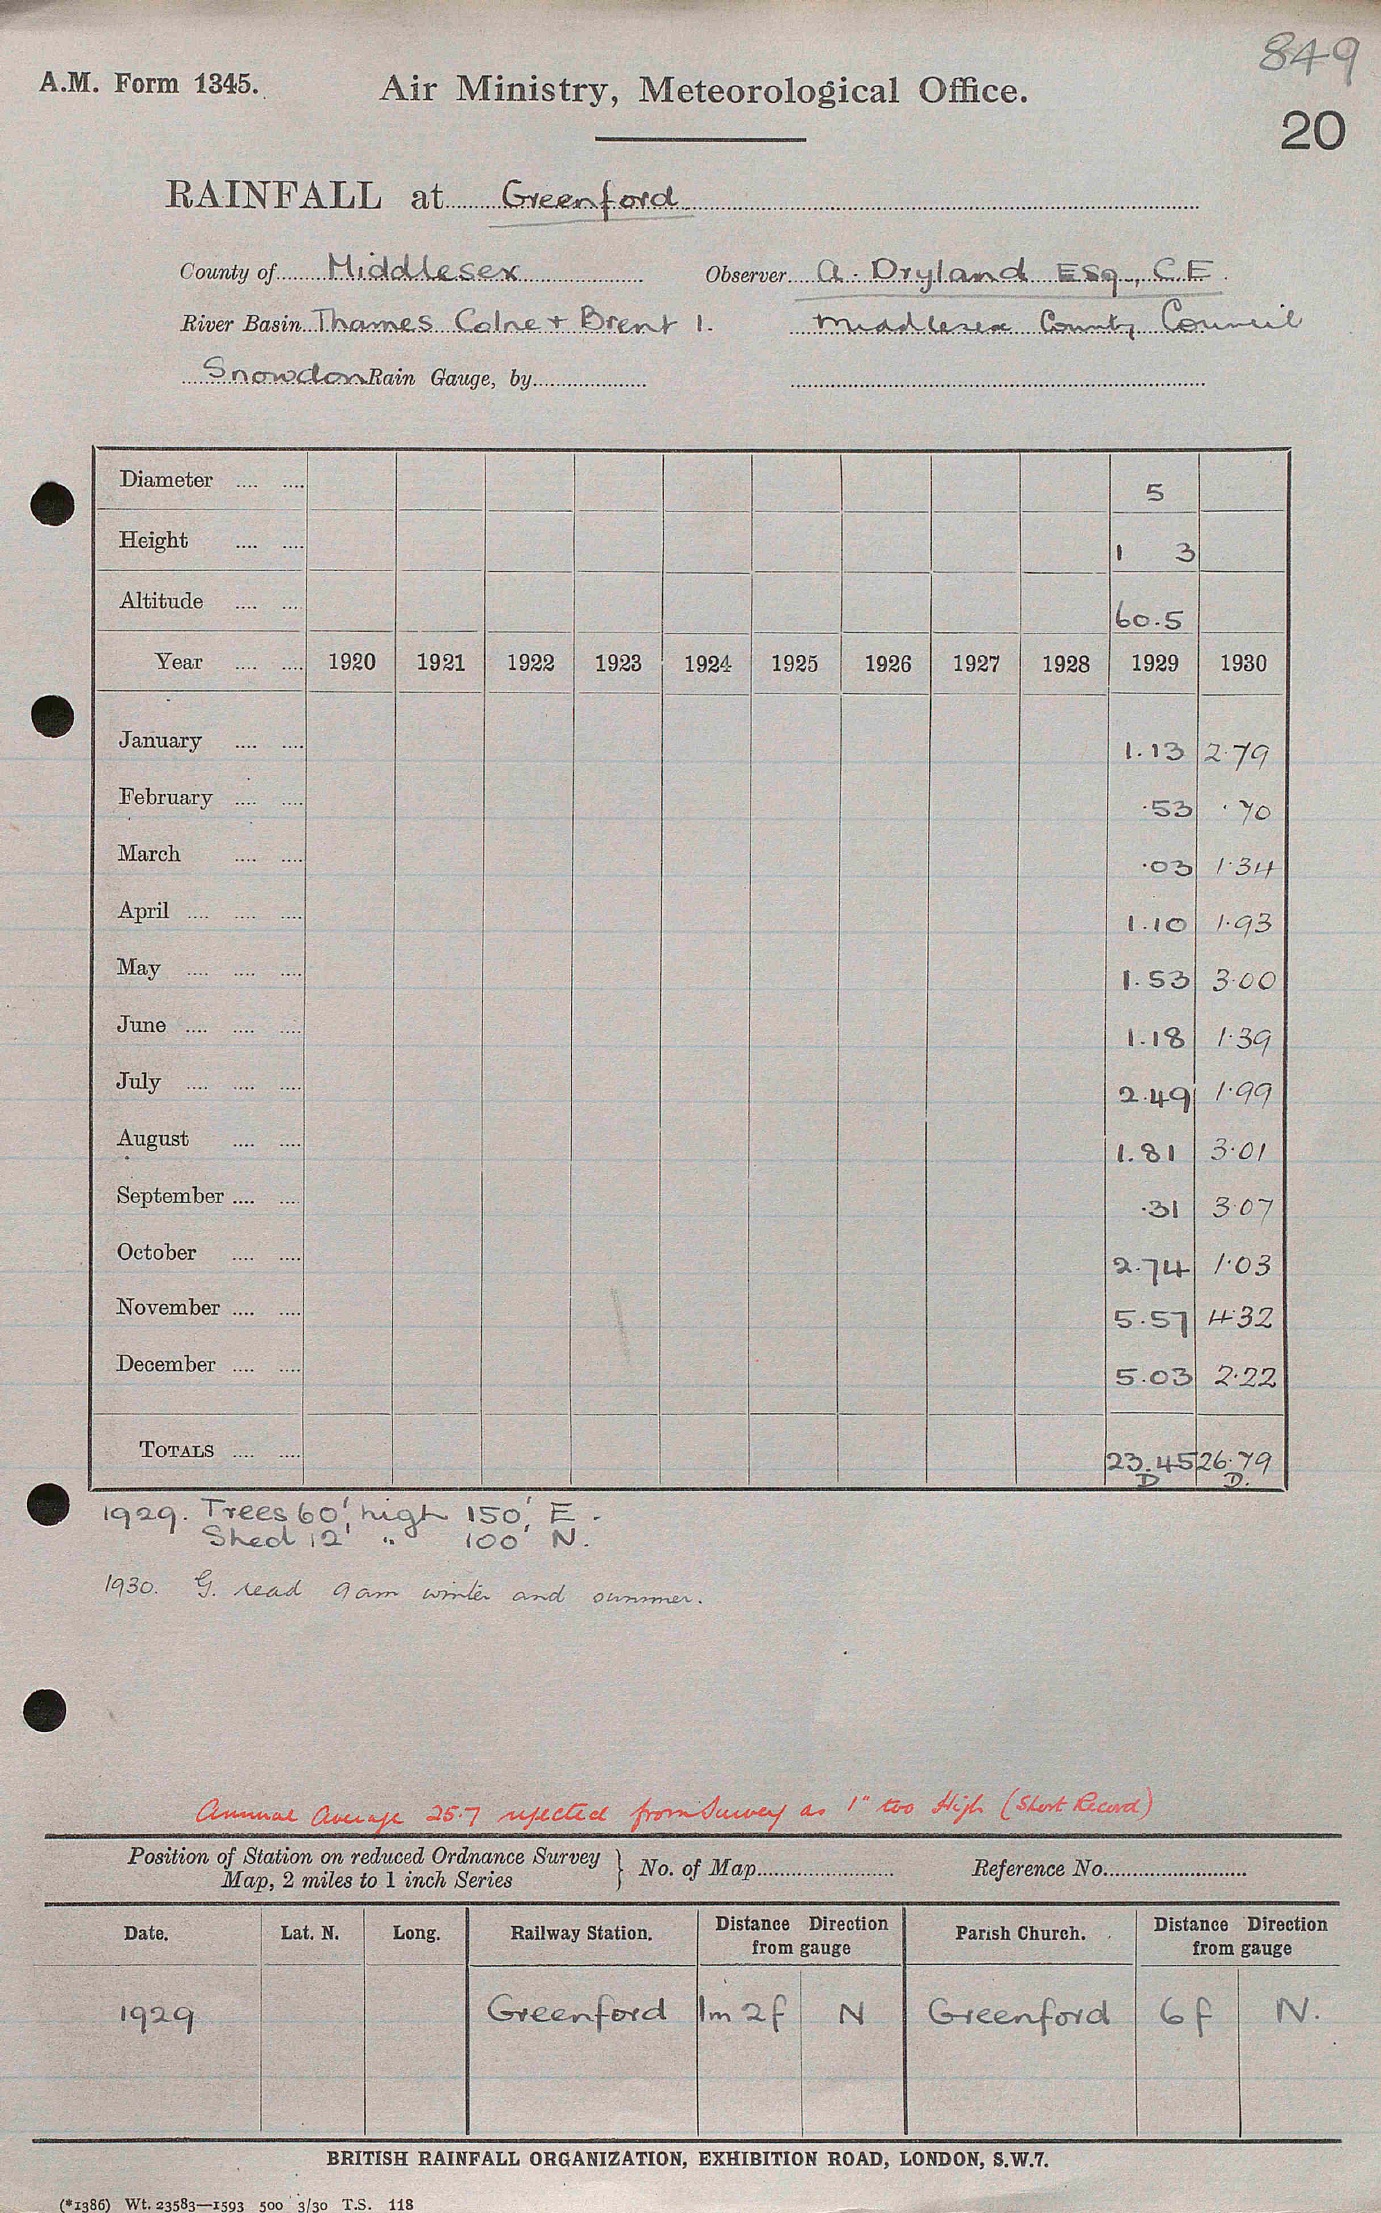 849
A.M. Form 1345. Air Ministry, Meteorological Office.
20
RAINFALL at Greenford
County of Middlesex Observer A. Dryland Esq., C.E.
River Basin Thames Colne + Brent 1. Middlesex County Council
Snowdon Rain Gauge, by
Diameter .... .... 5
Height .... .... 1 3
Altitude .... .... 60.5
Year .... .... 1920 1921 1922 1923 1924 1925 1926 1927 1928 1929 1930
January .... .... 1.13 2.79
February .... .... .53 .70
March .... .... .03 1.34
April .... .... .... 1.10 1.93
May .... .... .... 1.53 3.00
June .... .... .... 1.18 1.39
July .... .... .... 2.49 1.99
August .... .... 1.81 3.01
September .... .... .31 3.07
October .... .... 2.74 1.03
November .... .... 5.57 4.32
December .... .... 5.03 2.22
TOTALS .... .... 23.45 26.79
D D.
1929. Trees 60' high 150' E.
Shed 12' " 100' N.
1930. G. read 9am winter and summer.
Annual Average 25.7 rejected from Survey as 1" too High (Short Record)
Position of Station on reduced Ordnance Survey Map, 2 miles to 1 inch Series } No. of Map Reference No.
Date. Lat. N. Long. Railway Station. Distance Direction from gauge Parish Church. Distance Direction from gauge
1929 Greenford 1m 2f N Greenford 6f N.
BRITISH RAINFALL ORGANIZATION, EXHIBITION ROAD, LONDON, S.W.7.
(*1386) Wt. 23583—1593 500 3/30 T.S. 118